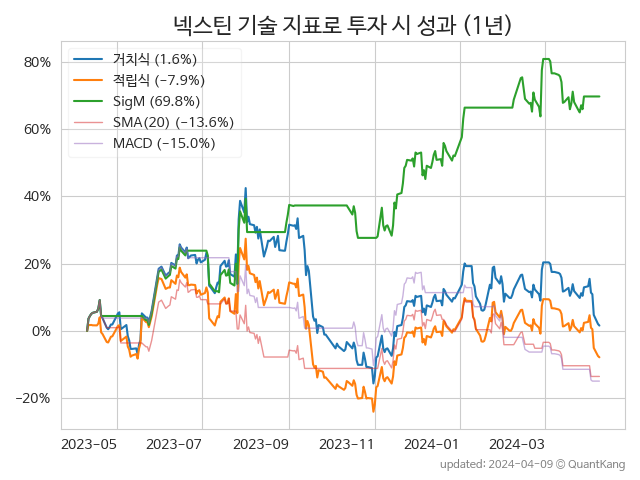 넥스틴 기술 지표로 투자 시 성과 (1년)
거치식 (1.6%)
적립식 (−7.9%)
SigM (69.8%)
SMA(20) (−13.6%)
MACD (−15.0%)
80%
60%
40%
20%
0%
−20%
2023-05 2023-07 2023-09 2023-11 2024-01 2024-03
updated: 2024-04-09 © QuantKang